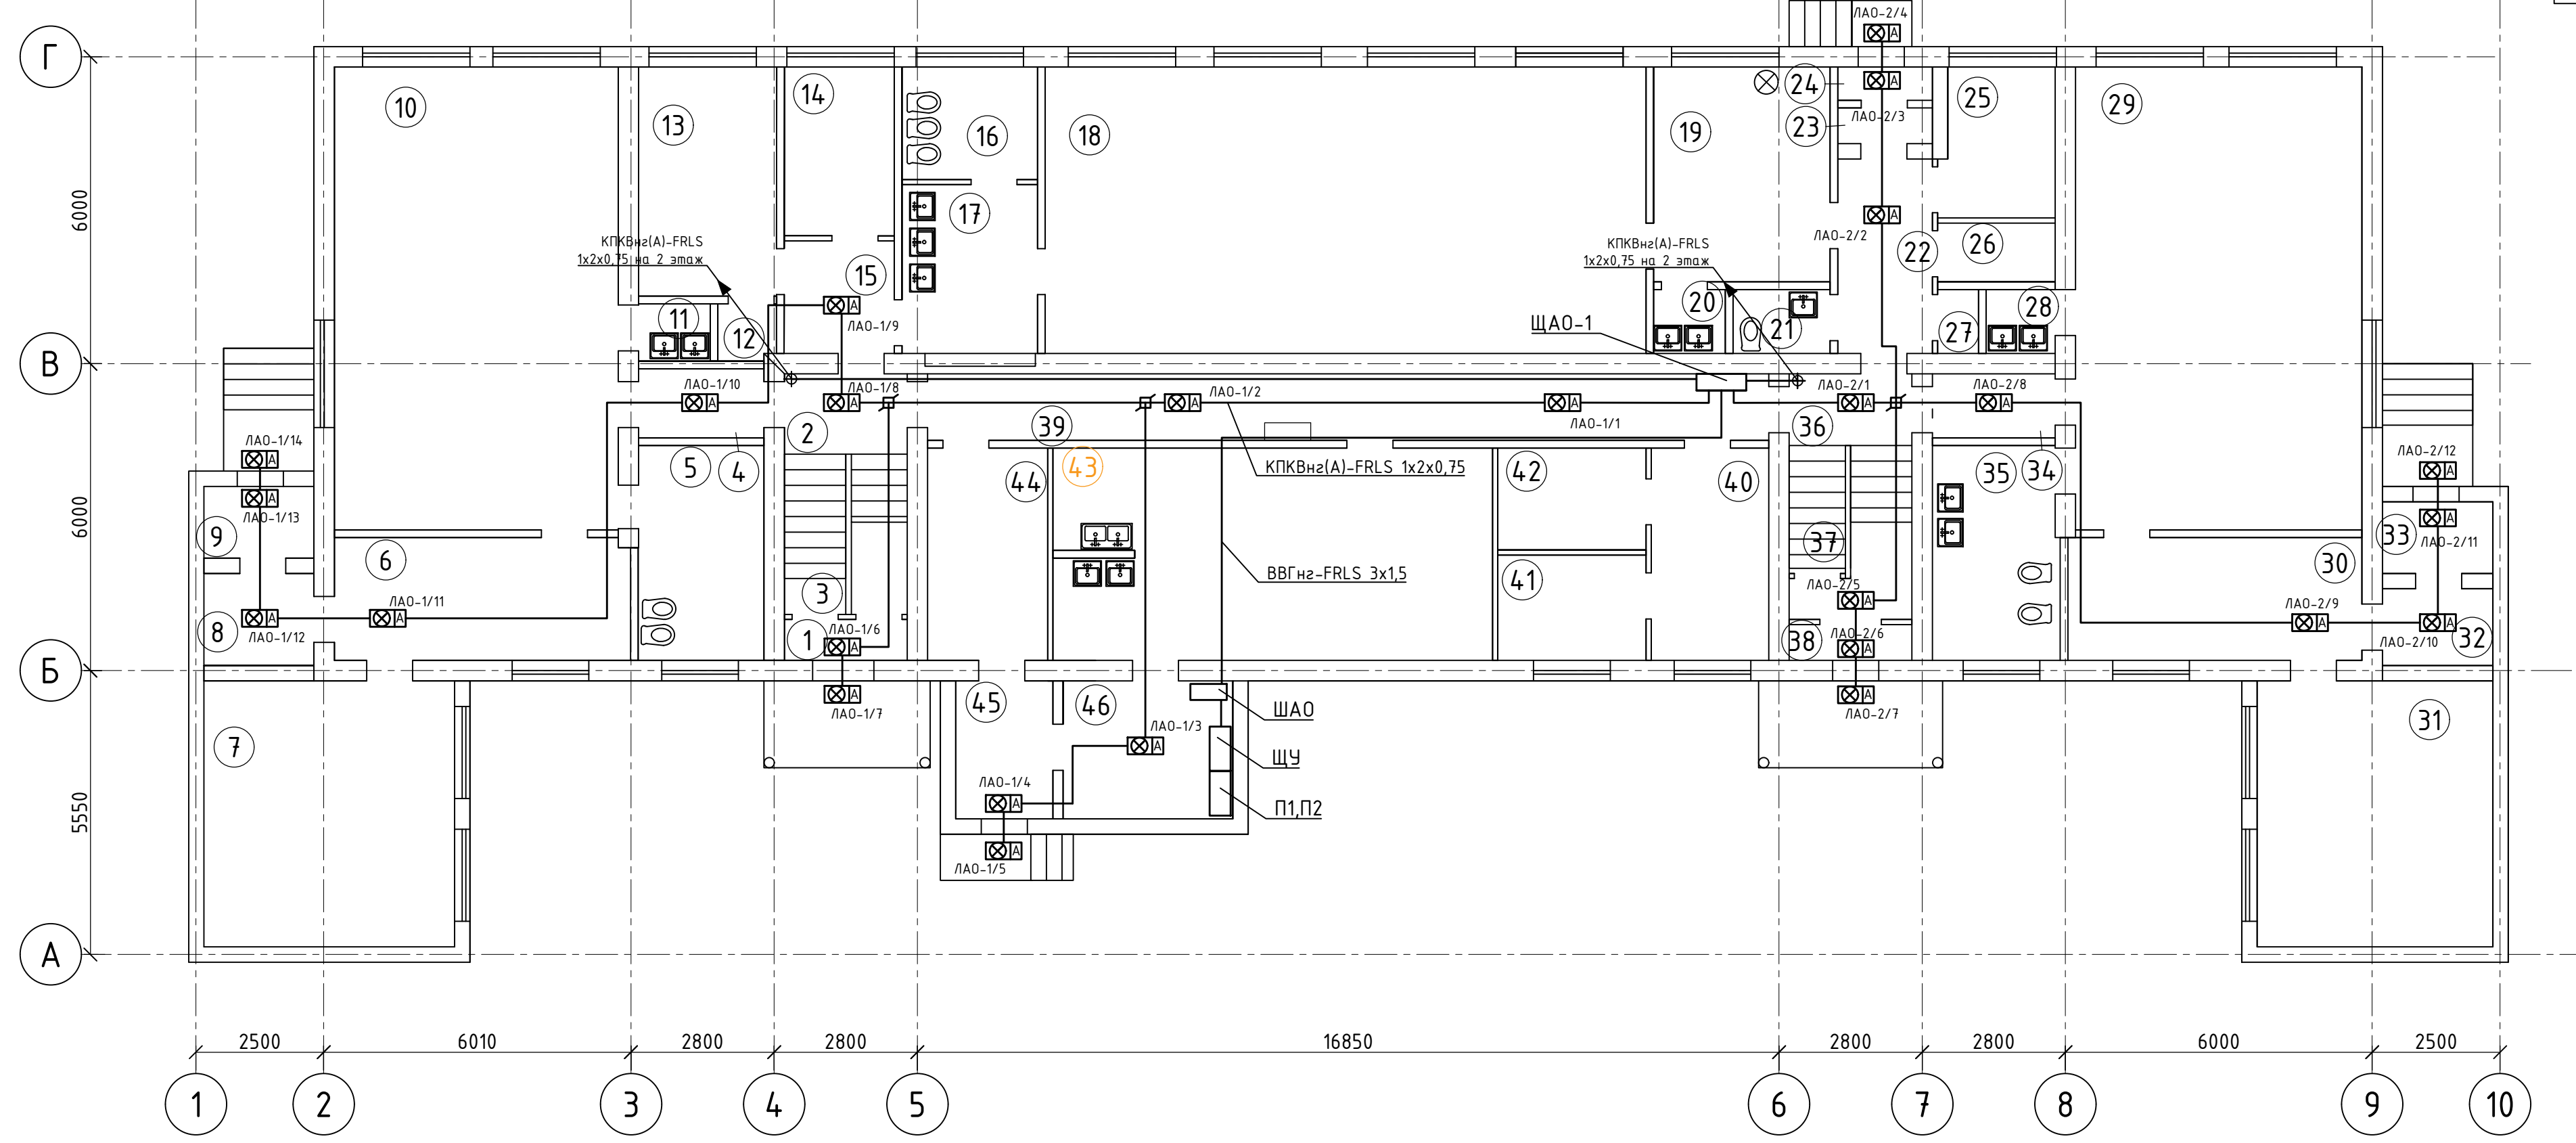 ЛАО-2/4
Г
10
13
14
16
18
19
24
23
ЛАО-2/3
25
29
17
6000
КПКВнг(А)-FRLS
1х2х0,75 на 2 этаж
15
КПКВнг(А)-FRLS
1х2х0,75 на 2 этаж
ЛАО-2/2
22
26
11
12
ЛАО-1/9
ЩАО-1
20
21
27
28
В
ЛАО-1/10
ЛАО-1/8
ЛАО-1/2
ЛАО-1/1
ЛАО-2/1
ЛАО-2/8
2
39
36
ЛАО-1/14
5
4
44
43
КПКВнг(А)-FRLS 1х2х0,75
42
40
35
34
ЛАО-2/12
ЛАО-1/13
6000
9
6
37
33
ЛАО-2/11
30
ВВГнг-FRLS 3х1,5
41
3
ЛАО-2/5
ЛАО-1/11
ЛАО-2/9
8
ЛАО-1/12
1
ЛАО-1/6
38
ЛАО-2/6
ЛАО-2/10
32
Б
45
46
ЛАО-1/7
ШАО
ЛАО-2/7
31
7
ЛАО-1/3
ЩУ
ЛАО-1/4
П1,П2
5550
ЛАО-1/5
А
2500
6010
2800
2800
16850
2800
2800
6000
2500
1
2
3
4
5
6
7
8
9
10